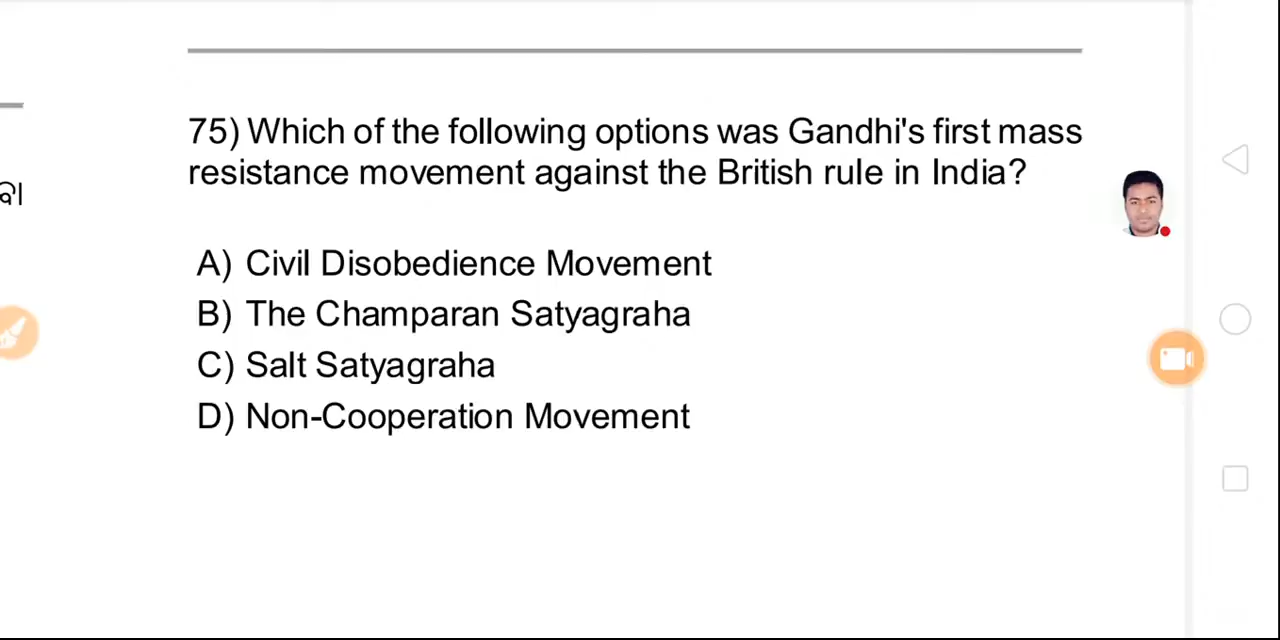 75) Which of the following options was Gandhi's first mass
resistance movement against the British rule in India?
ବା
A) Civil Disobedience Movement
B) The Champaran Satyagraha
C) Salt Satyagraha
D) Non-Cooperation Movement